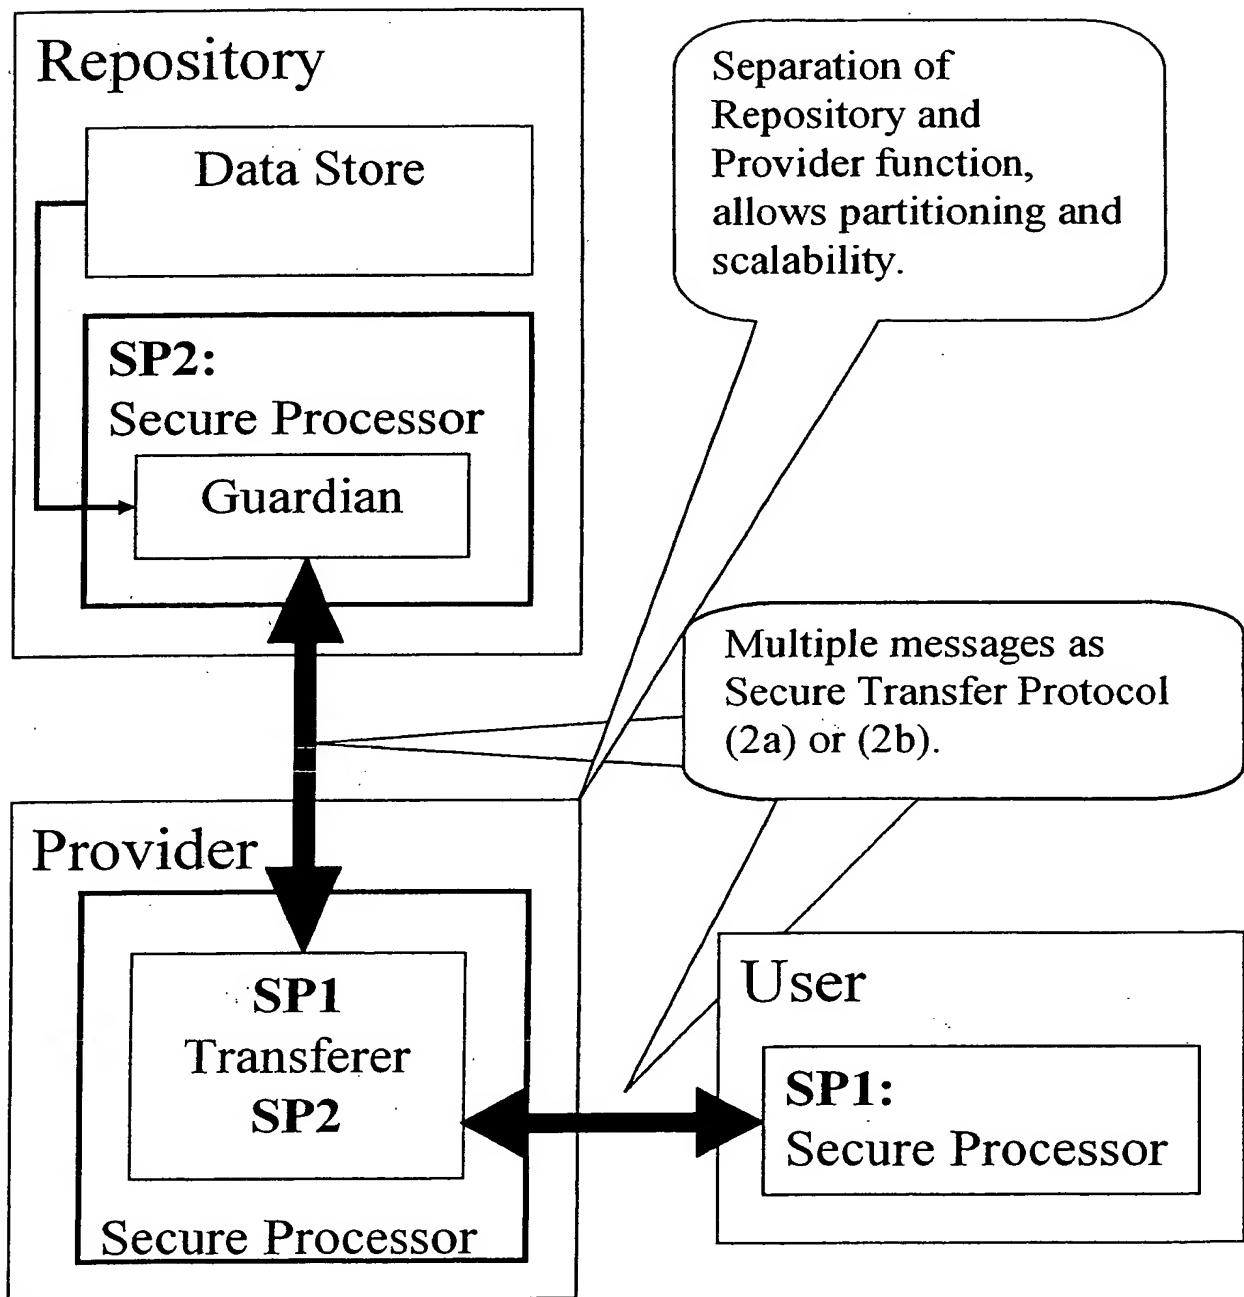 Repository
Data Store
SP2:
Secure Processor
Guardian
Separation of
Repository and
Provider function,
allows partitioning and
scalability.
Multiple messages as
Secure Transfer Protocol
(2a) or (2b).
Provider
SP1
Transferer
SP2
Secure Processor
User
SP1:
Secure Processor